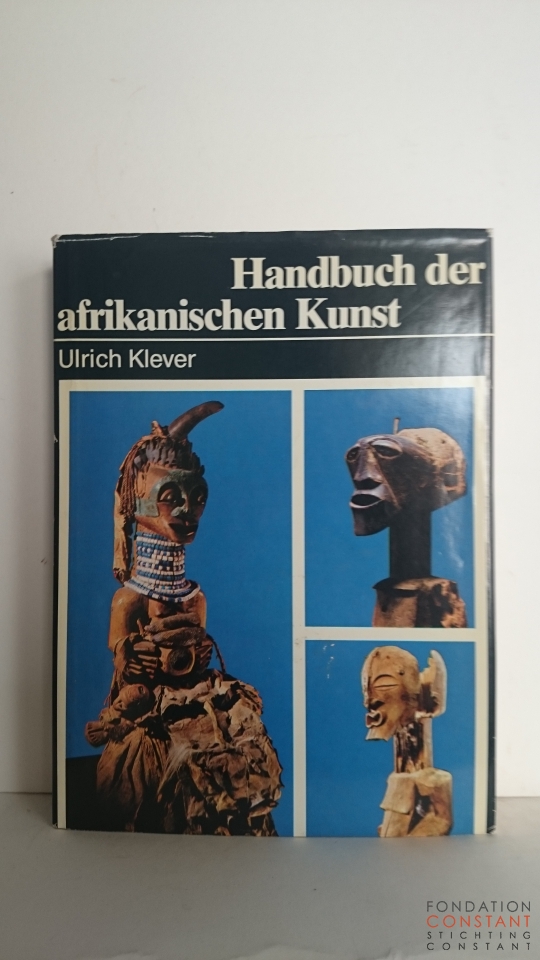 Handbuch der
afrikanischen Kunst
Ulrich Klever
FONDATION
CONSTANT
STICHTING
CONSTANT